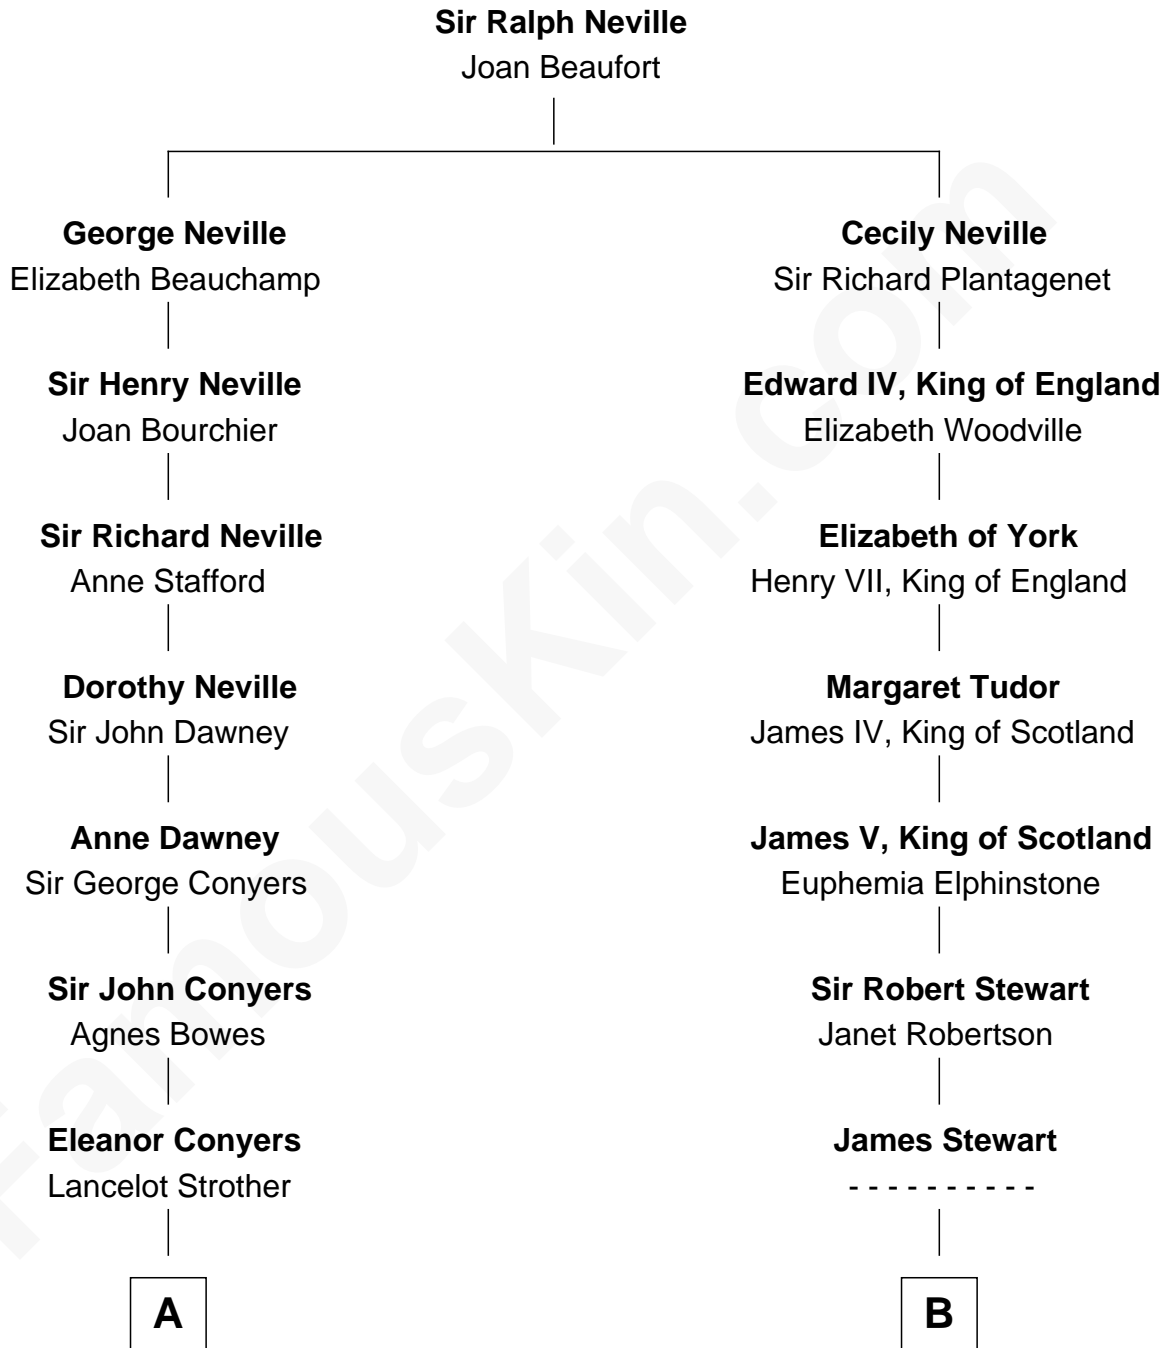 Sir Ralph Neville
Joan Beaufort
George Neville
Elizabeth Beauchamp
Cecily Neville
Sir Richard Plantagenet
Sir Henry Neville
Joan Bourchier
Edward IV, King of England
Elizabeth Woodville
Sir Richard Neville
Anne Stafford
Elizabeth of York
Henry VII, King of England
Dorothy Neville
Sir John Dawney
Margaret Tudor
James IV, King of Scotland
Anne Dawney
Sir George Conyers
James V, King of Scotland
Euphemia Elphinstone
Sir John Conyers
Agnes Bowes
Sir Robert Stewart
Janet Robertson
Eleanor Conyers
Lancelot Strother
James Stewart
- - - - - - - - - -
A
B
FamousKin.com